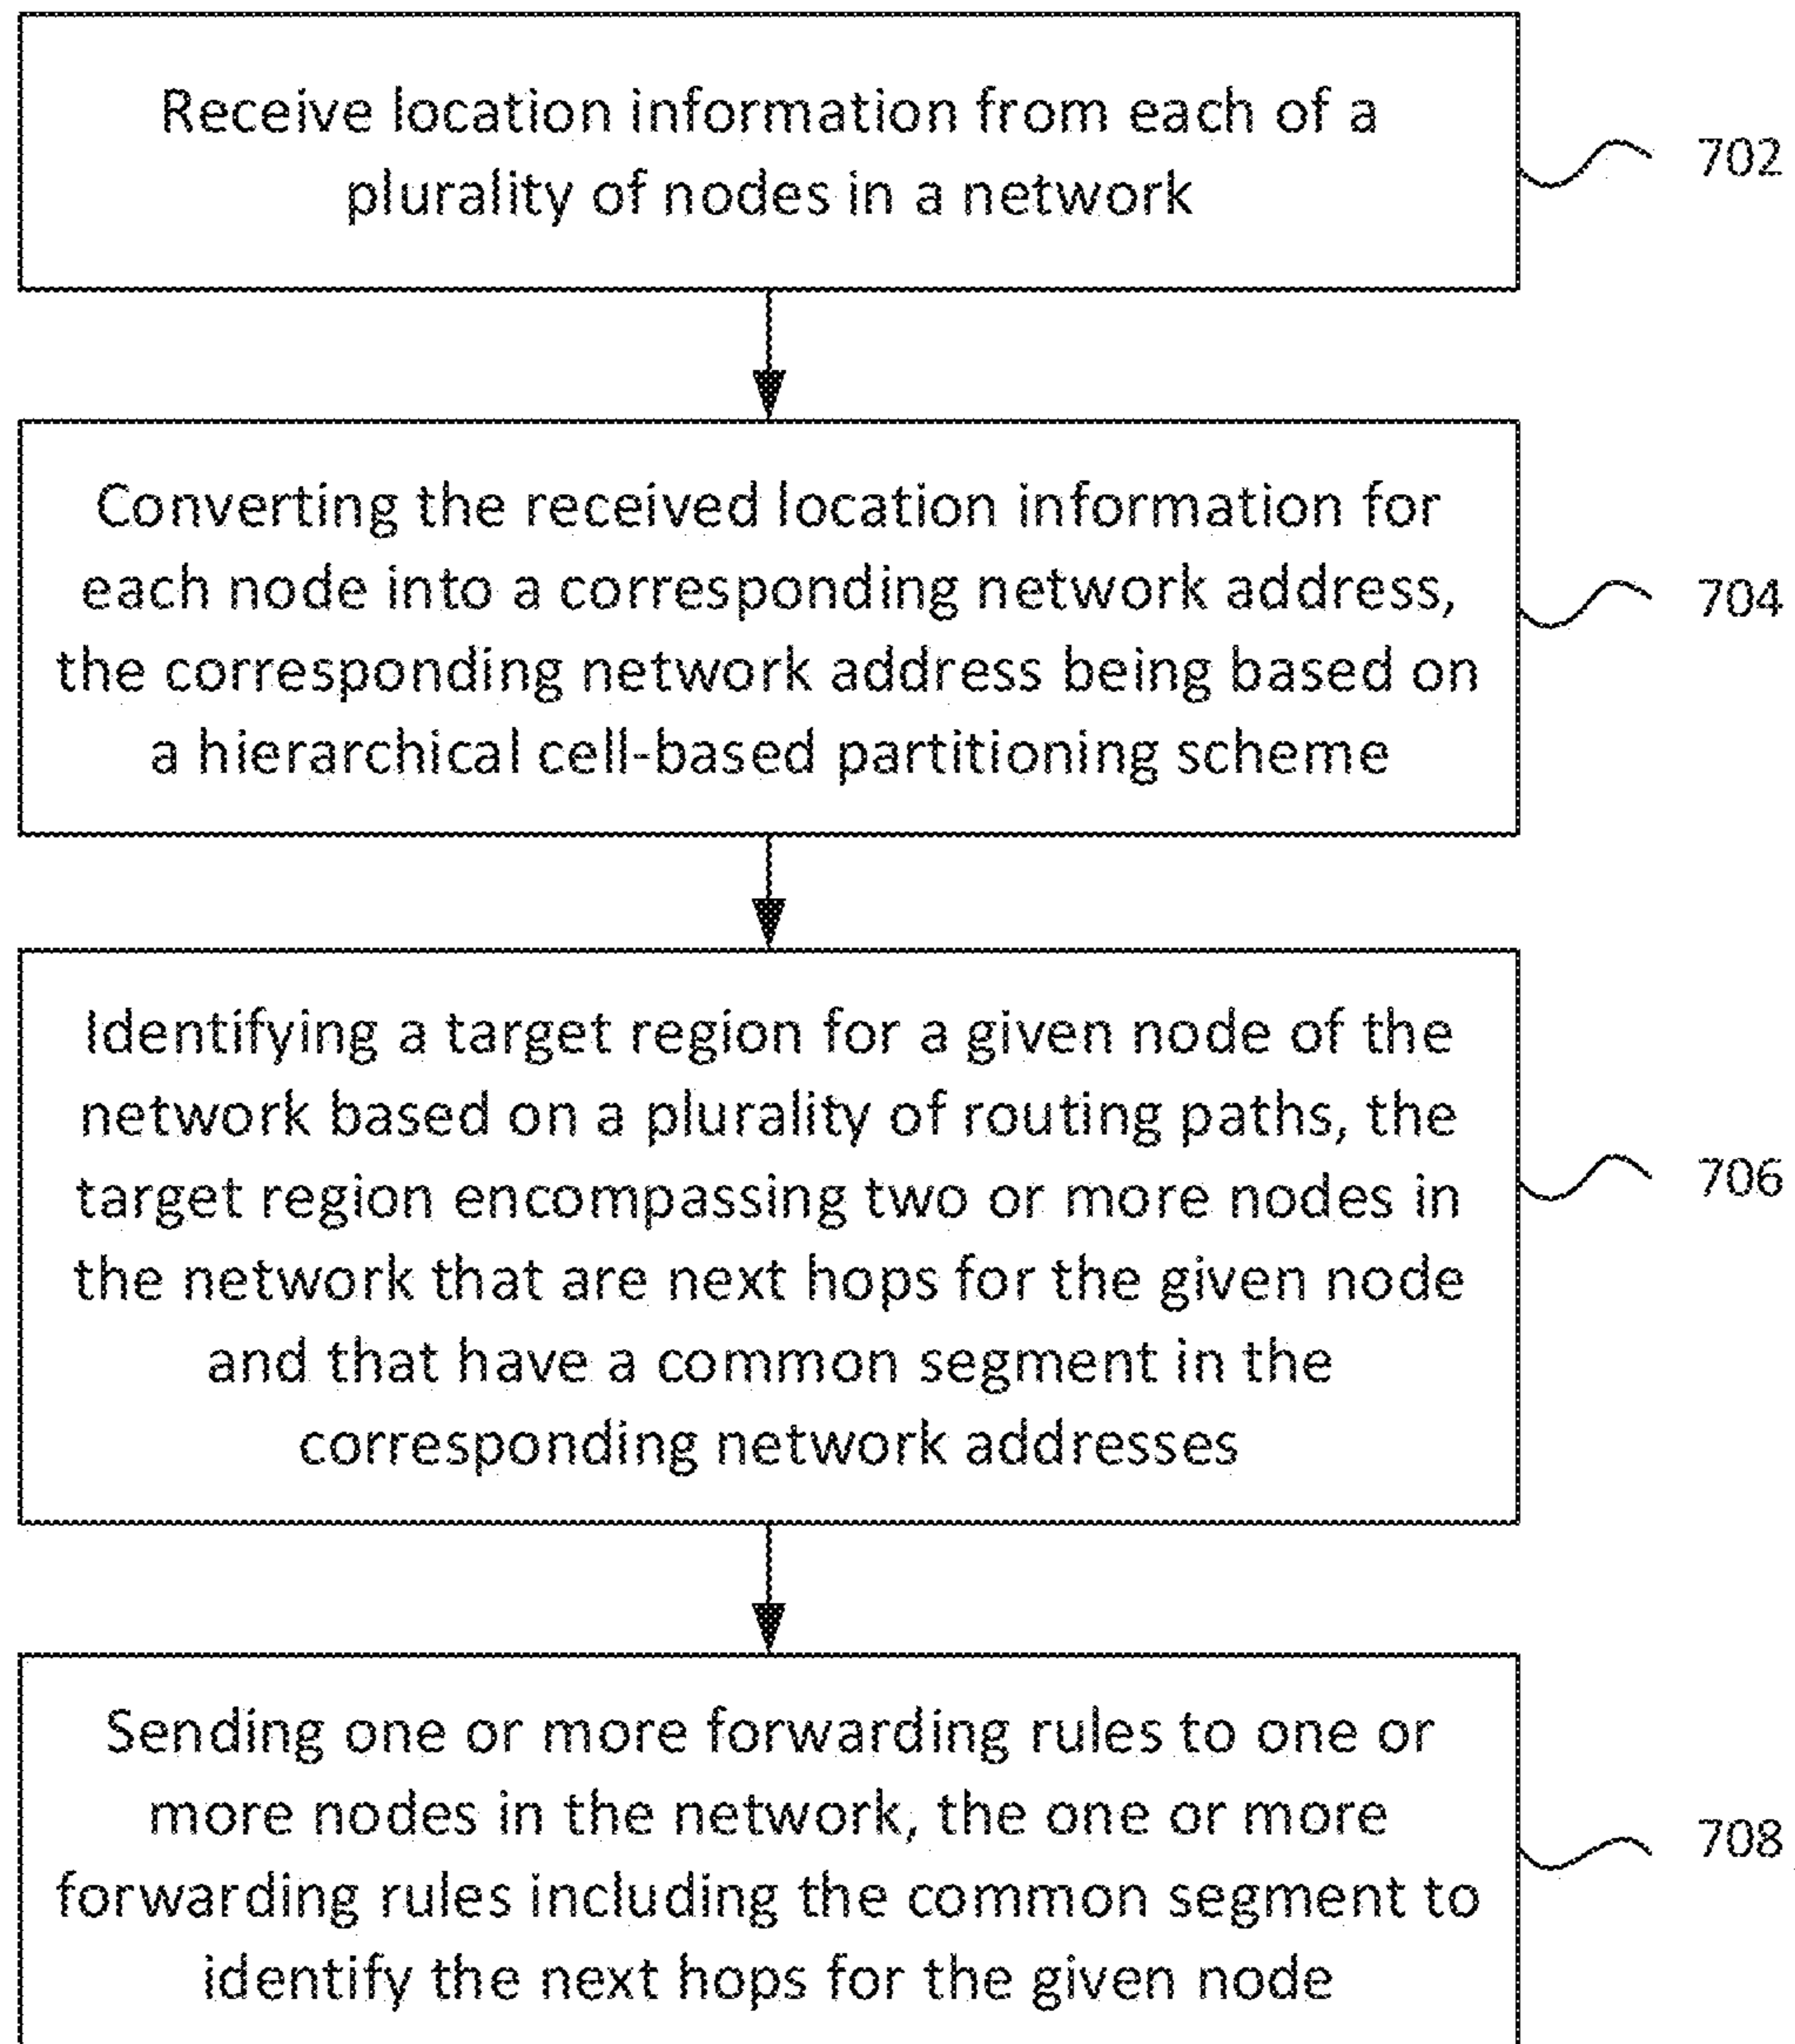 Receive location information from each of a
plurality of nodes in a network
702
Converting the received location information for
each node into a corresponding network address,
the corresponding network address being based on
a hierarchical cell-based partitioning scheme
704
Identifying a target region for a given node of the
network based on a plurality of routing paths, the
target region encompassing two or more nodes in
the network that are next hops for the given node
and that have a common segment in the
corresponding network addresses
706
Sending one or more forwarding rules to one or
more nodes in the network, the one or more
forwarding rules including the common segment to
identify the next hops for the given node
708